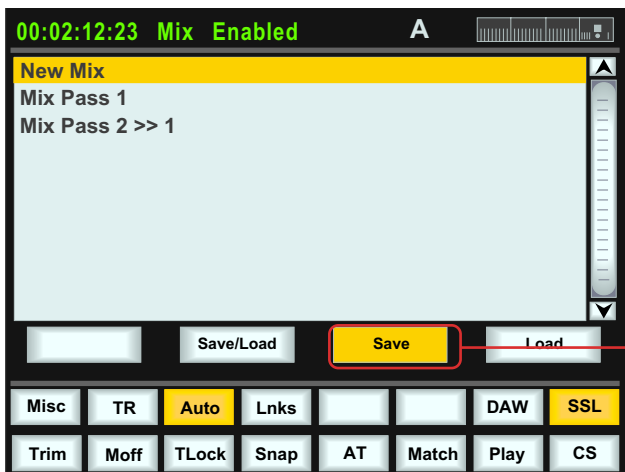 00:02:12:23 Mix Enabled A
New Mix
Mix Pass 1
Mix Pass 2 >> 1
Save/Load Save Load
Misc TR Auto Lnks DAW SSL
Trim Moff TLock Snap AT Match Play CS